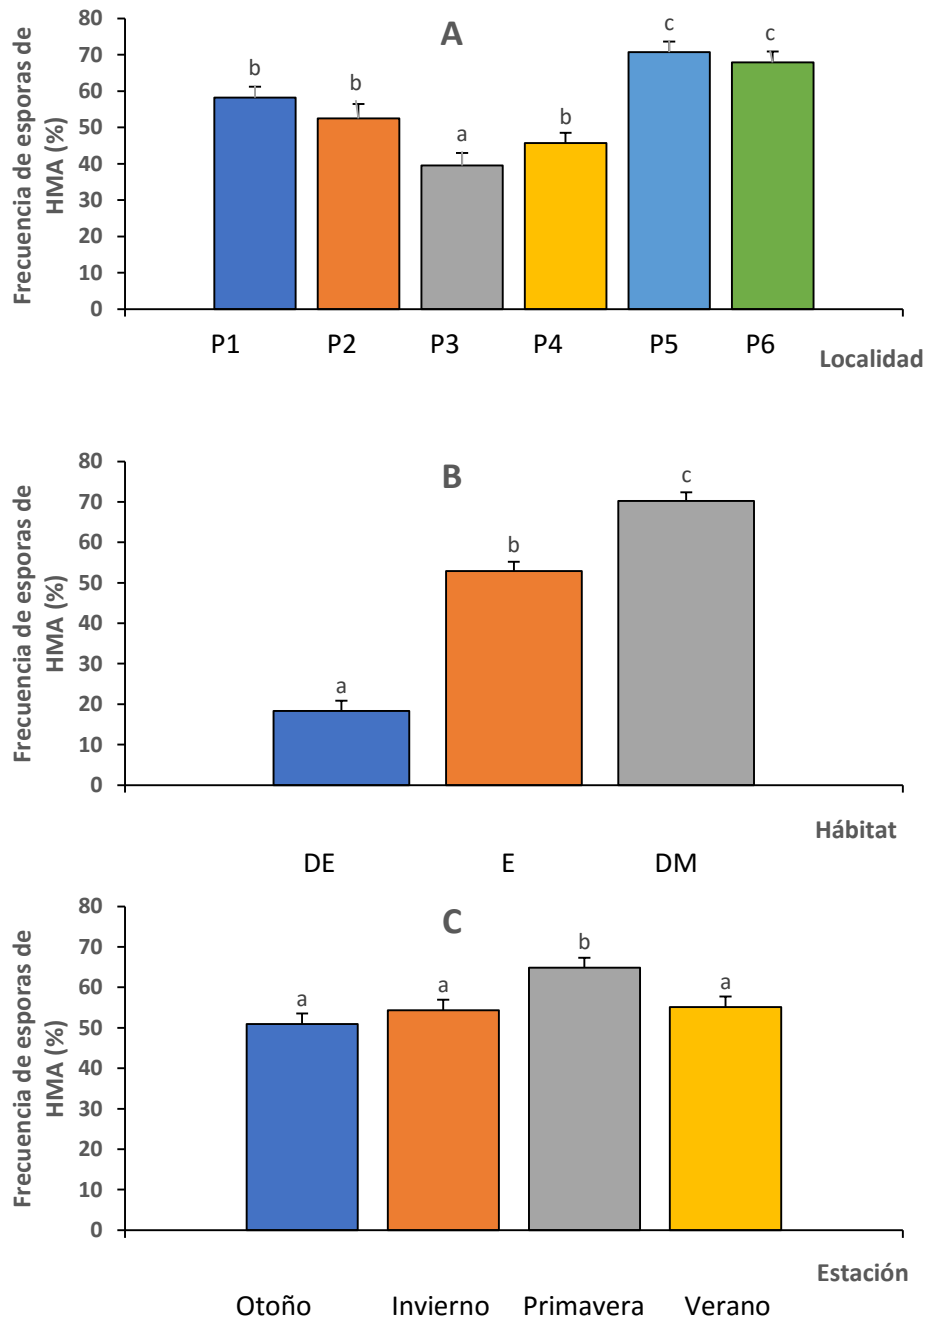 A
Frecuencia de esporas de
HMA (%)
80
70
60
50
40
30
20
10
0
b
b
a
b
c
c
P1 P2 P3 P4 P5 P6
Localidad
B
Frecuencia de esporas de
HMA (%)
80
70
60
50
40
30
20
10
0
a
b
c
Hábitat
DE E DM
C
Frecuencia de esporas de
HMA (%)
80
70
60
50
40
30
20
10
0
a
a
b
a
Estación
Otoño Invierno Primavera Verano